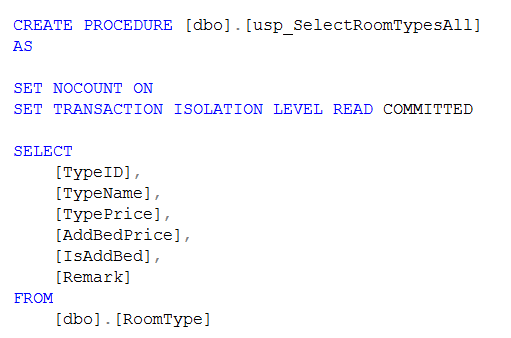 CREATE PROCEDURE [dbo].[usp_SelectRoomTypesAll]
AS
SET NOCOUNT ON
SET TRANSACTION ISOLATION LEVEL READ COMMITTED
SELECT
[TypeID],
[TypeName],
[TypePrice],
[AddBedPrice],
[IsAddBed],
[Remark]
FROM
[dbo].[RoomType]